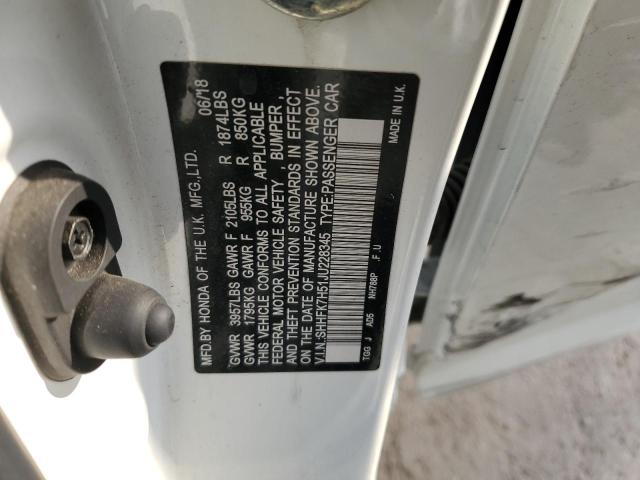 MFD.BY HONDA OF THE U.K. MFG.,LTD. 06/18
GVWR 3957LBS GAWR F 2105LBS R 1874LBS
GVWR 1795KG GAWR F 955KG R 850KG
THIS VEHICLE CONFORMS TO ALL APPLICABLE
FEDERAL MOTOR VEHICLE SAFETY, BUMPER,
AND THEFT PREVENTION STANDARDS IN EFFECT
ON THE DATE OF MANUFACTURE SHOWN ABOVE.
V.I.N.:SHHFK7H51JU228345 TYPE:PASSENGER CAR
TGG J AD5 NH788P .F.U MADE IN U.K.